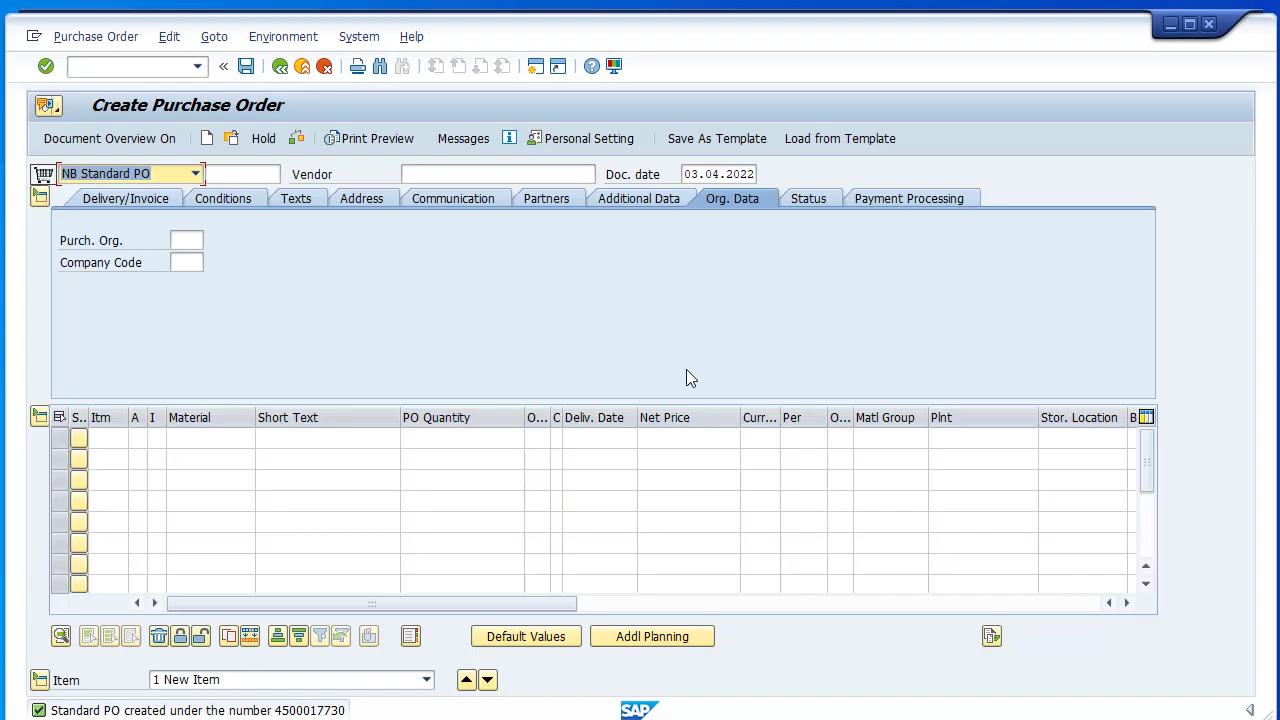 Purchase Order Edit Goto Environment System Help
Create Purchase Order
Document Overview On Hold Print Preview Messages Personal Setting Save As Template Load from Template
NB Standard PO Vendor Doc. date 03.04.2022
Delivery/Invoice Conditions Texts Address Communication Partners Additional Data Org. Data Status Payment Processing
Purch. Org.
Company Code
S.. Itm A I Material Short Text PO Quantity O... C Deliv. Date Net Price Curr... Per O... Matl Group Plnt Stor. Location B
Default Values Addl Planning
Item 1 New Item
Standard PO created under the number 4500017730 SAP